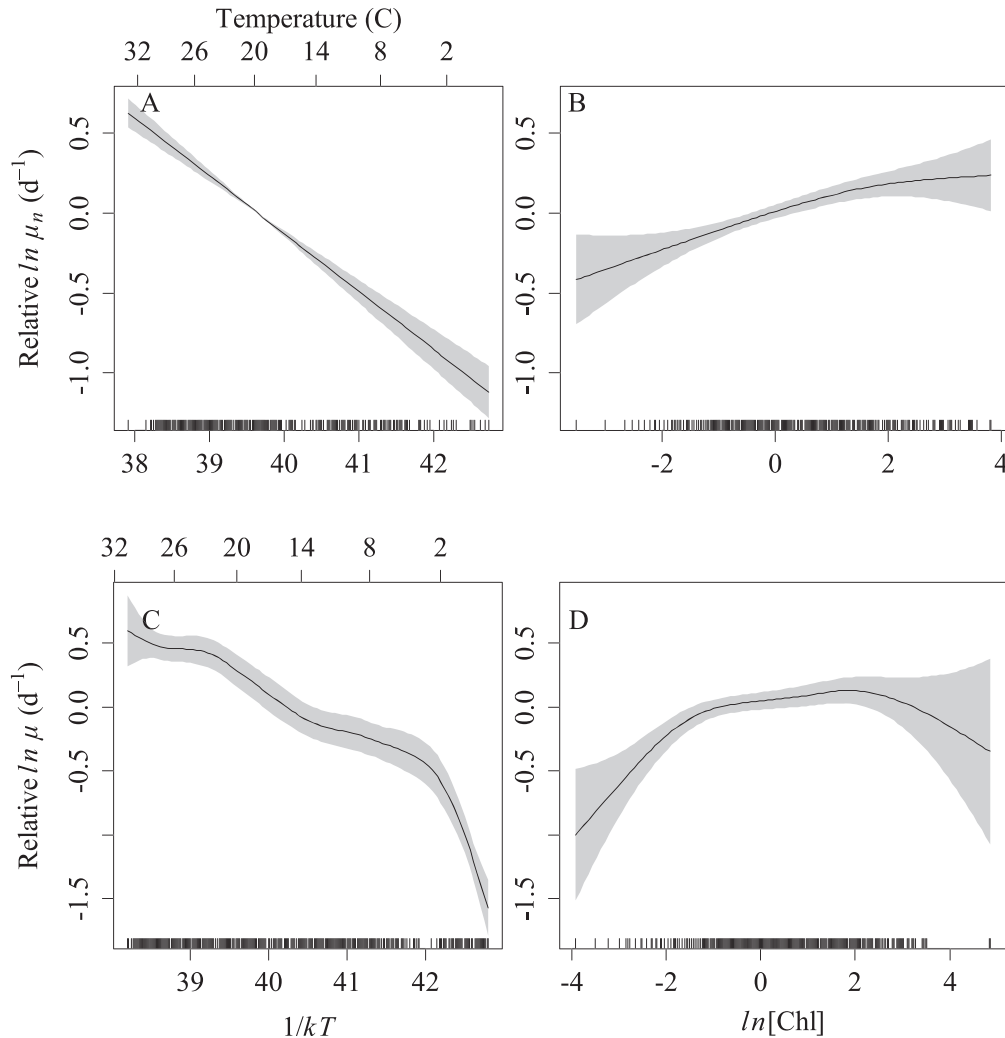 Temperature (C)
32 26 20 14 8 2
A
B
Relative ln μn (d−1)
0.5
0.0
-0.5
-1.0
0.5
0.0
-0.5
-1.0
38 39 40 41 42
-2 0 2 4
32 26 20 14 8 2
C
D
Relative ln μ (d−1)
0.5
0.0
-0.5
-1.5
0.5
0.0
-0.5
-1.5
39 40 41 42
-4 -2 0 2 4
1/kT
ln[Chl]